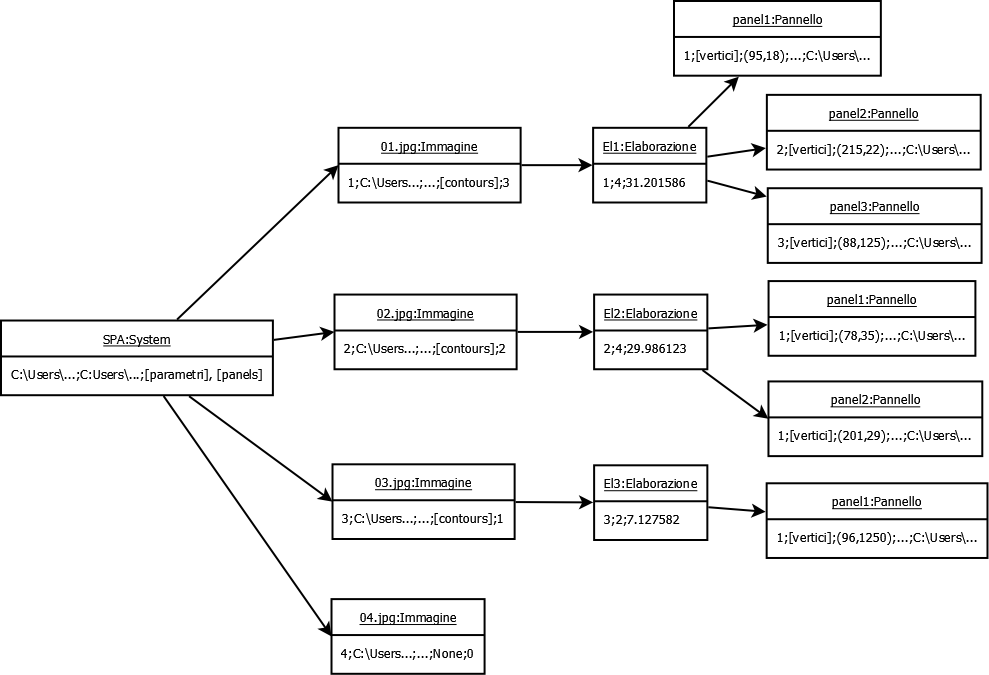 panel1:Pannello
1;[vertici];(95,18);...;C:\Users\...
panel2:Pannello
2;[vertici];(215,22);...;C:\Users\...
01.jpg:Immagine
1;C:\Users...;...;[contours];3
El1:Elaborazione
1;4;31.201586
panel3:Pannello
3;[vertici];(88,125);...;C:\Users\...
02.jpg:Immagine
2;C:\Users...;...;[contours];2
El2:Elaborazione
2;4;29.986123
panel1:Pannello
1;[vertici];(78,35);...;C:\Users\...
SPA:System
C:\Users\...;C:Users\...;[parametri], [panels]
panel2:Pannello
1;[vertici];(201,29);...;C:\Users\...
03.jpg:Immagine
3;C:\Users...;...;[contours];1
El3:Elaborazione
3;2;7.127582
panel1:Pannello
1;[vertici];(96,1250);...;C:\Users\...
04.jpg:Immagine
4;C:\Users...;...;None;0